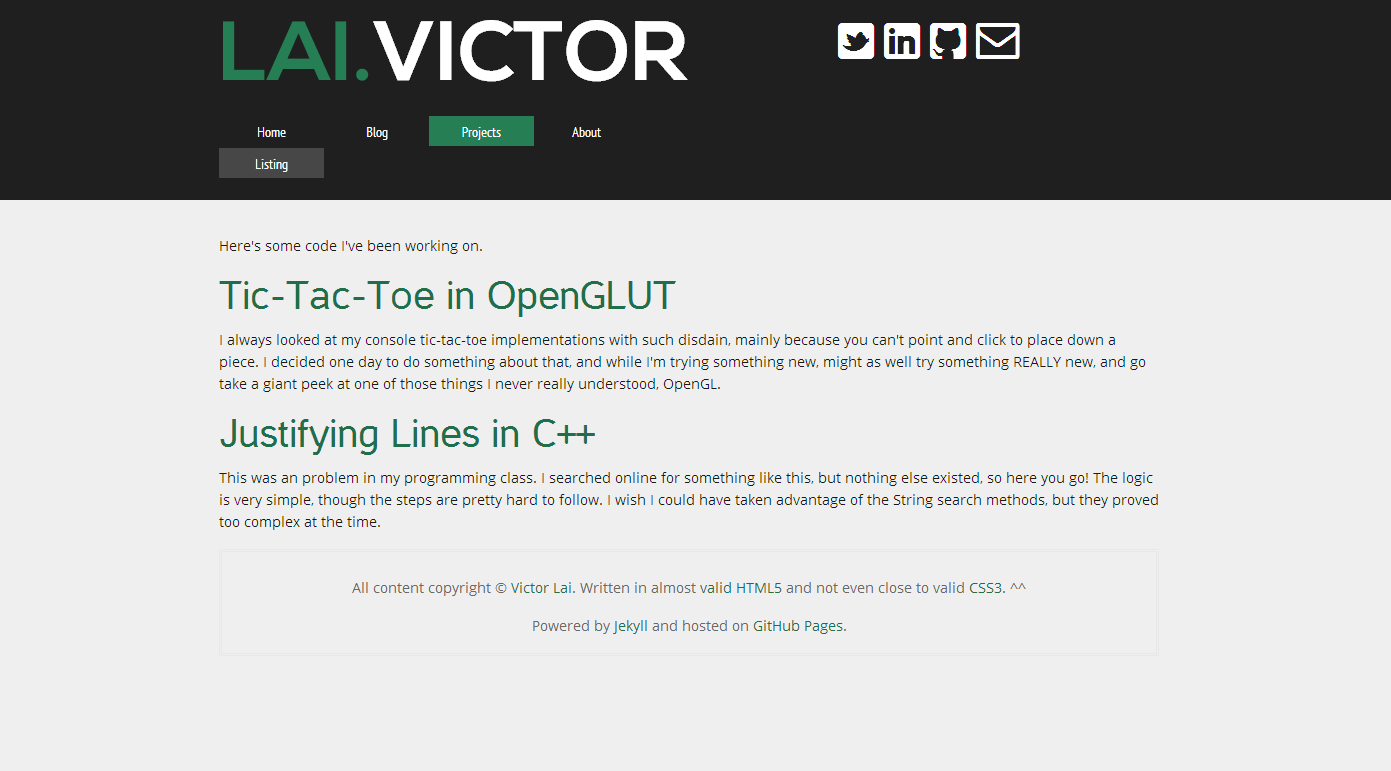 LAI.VICTOR
Home Blog Projects About
Listing
Here's some code I've been working on.
Tic-Tac-Toe in OpenGLUT
I always looked at my console tic-tac-toe implementations with such disdain, mainly because you can't point and click to place down a
piece. I decided one day to do something about that, and while I'm trying something new, might as well try something REALLY new, and go
take a giant peek at one of those things I never really understood, OpenGL.
Justifying Lines in C++
This was an problem in my programming class. I searched online for something like this, but nothing else existed, so here you go! The logic
is very simple, though the steps are pretty hard to follow. I wish I could have taken advantage of the String search methods, but they proved
too complex at the time.
All content copyright © Victor Lai. Written in almost valid HTML5 and not even close to valid CSS3. ^^
Powered by Jekyll and hosted on GitHub Pages.